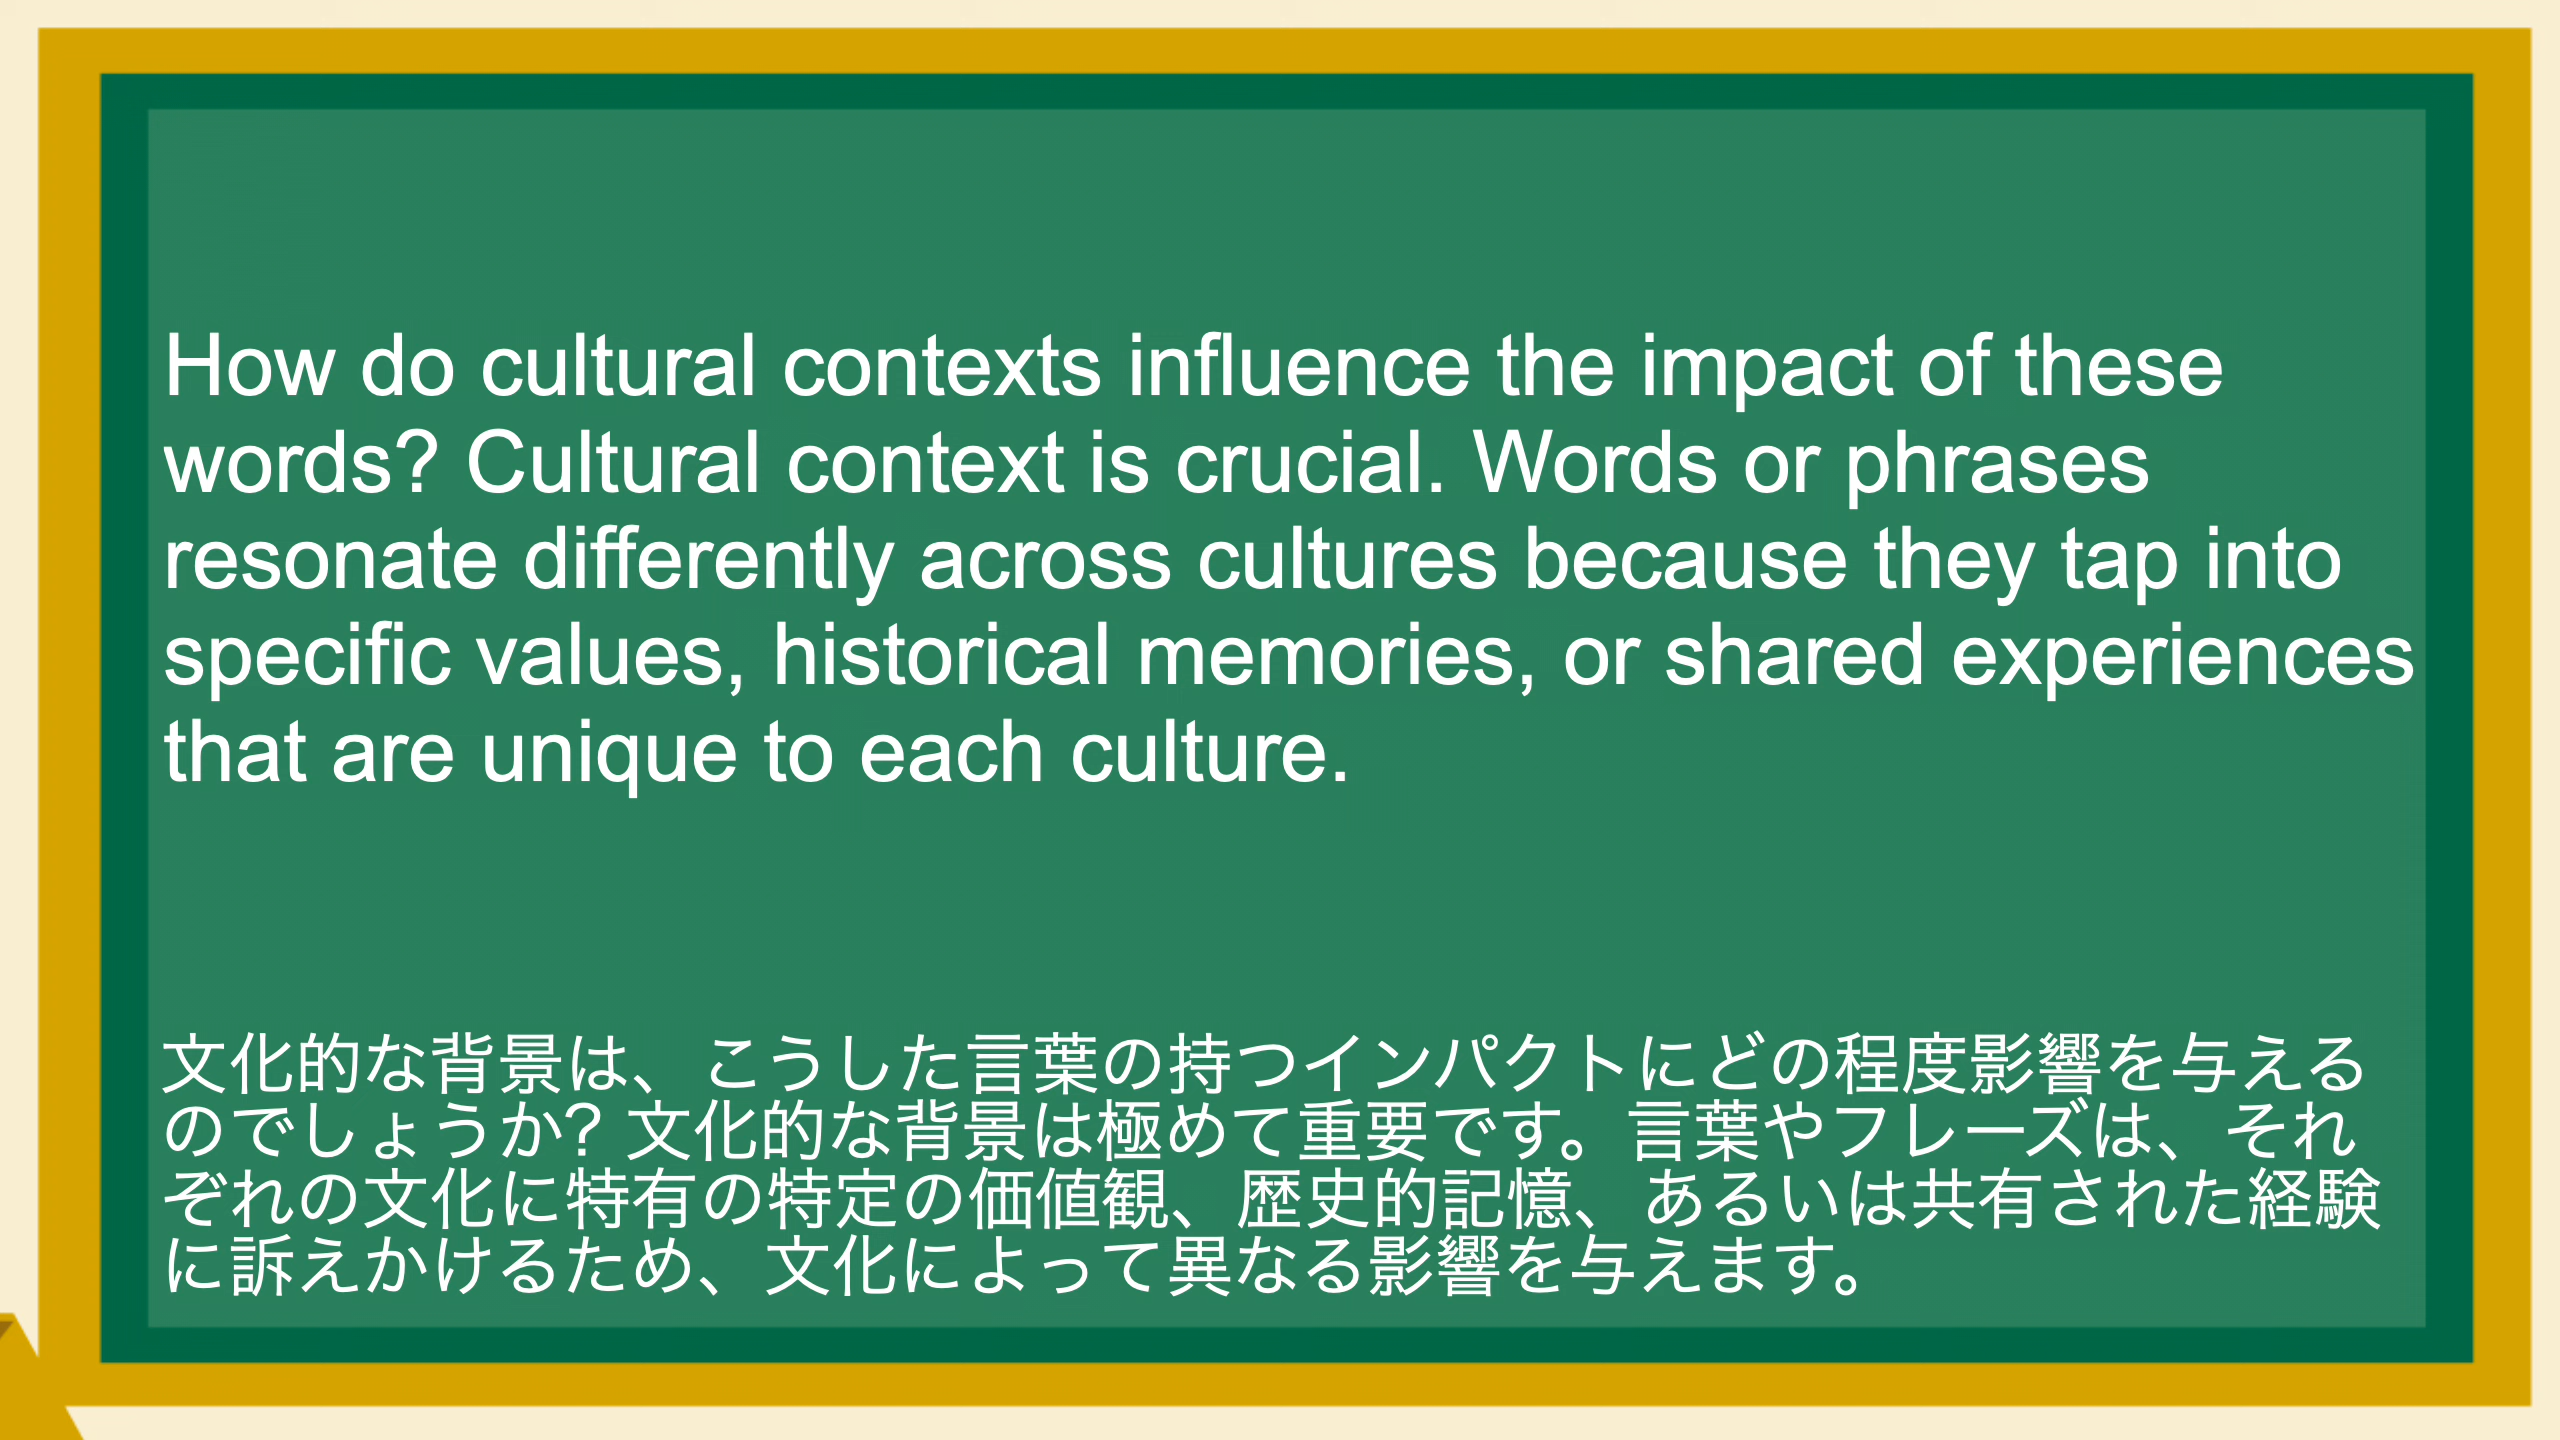 How do cultural contexts influence the impact of these
words? Cultural context is crucial. Words or phrases
resonate differently across cultures because they tap into
specific values, historical memories, or shared experiences
that are unique to each culture.
文化的な背景は、こうした言葉の持つインパクトにどの程度影響を与える
のでしょうか? 文化的な背景は極めて重要です。言葉やフレーズは、それ
ぞれの文化に特有の特定の価値観、歴史的記憶、あるいは共有された経験
に訴えかけるため、文化によって異なる影響を与えます。